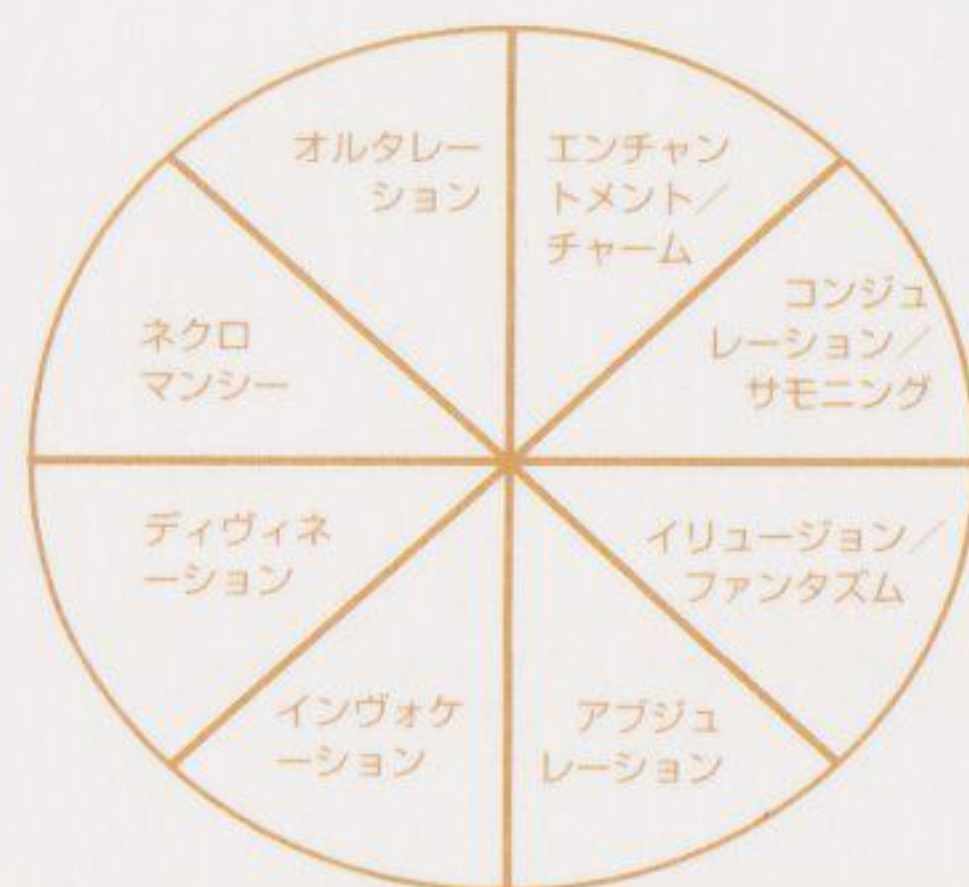 オルタレー
ション
エンチャン
トメント/
チャーム
コンジュ
レーション/
サモニング
イリュージョン/
ファンタズム
アブジュ
レーション
インヴォケ
ーション
ディヴィネ
ーション
ネクロ
マンシー